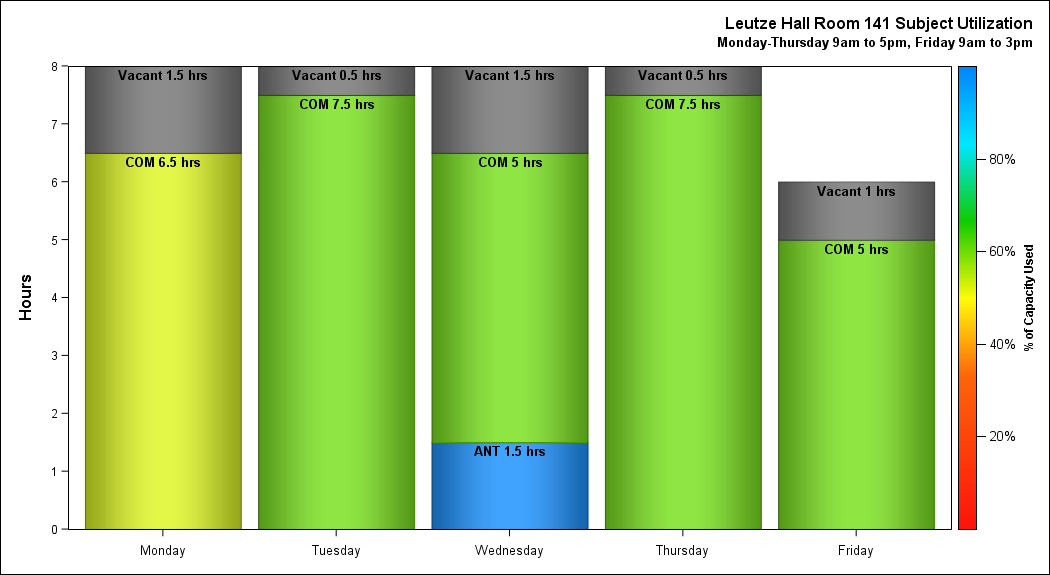 Leutze Hall Room 141 Subject Utilization
Monday-Thursday 9am to 5pm, Friday 9am to 3pm
Hours
8
7
6
5
4
3
2
1
0
Vacant 1.5 hrs
COM 6.5 hrs
Vacant 0.5 hrs
COM 7.5 hrs
Vacant 1.5 hrs
COM 5 hrs
ANT 1.5 hrs
Vacant 0.5 hrs
COM 7.5 hrs
Vacant 1 hrs
COM 5 hrs
Monday
Tuesday
Wednesday
Thursday
Friday
80%
60%
40%
20%
% of Capacity Used